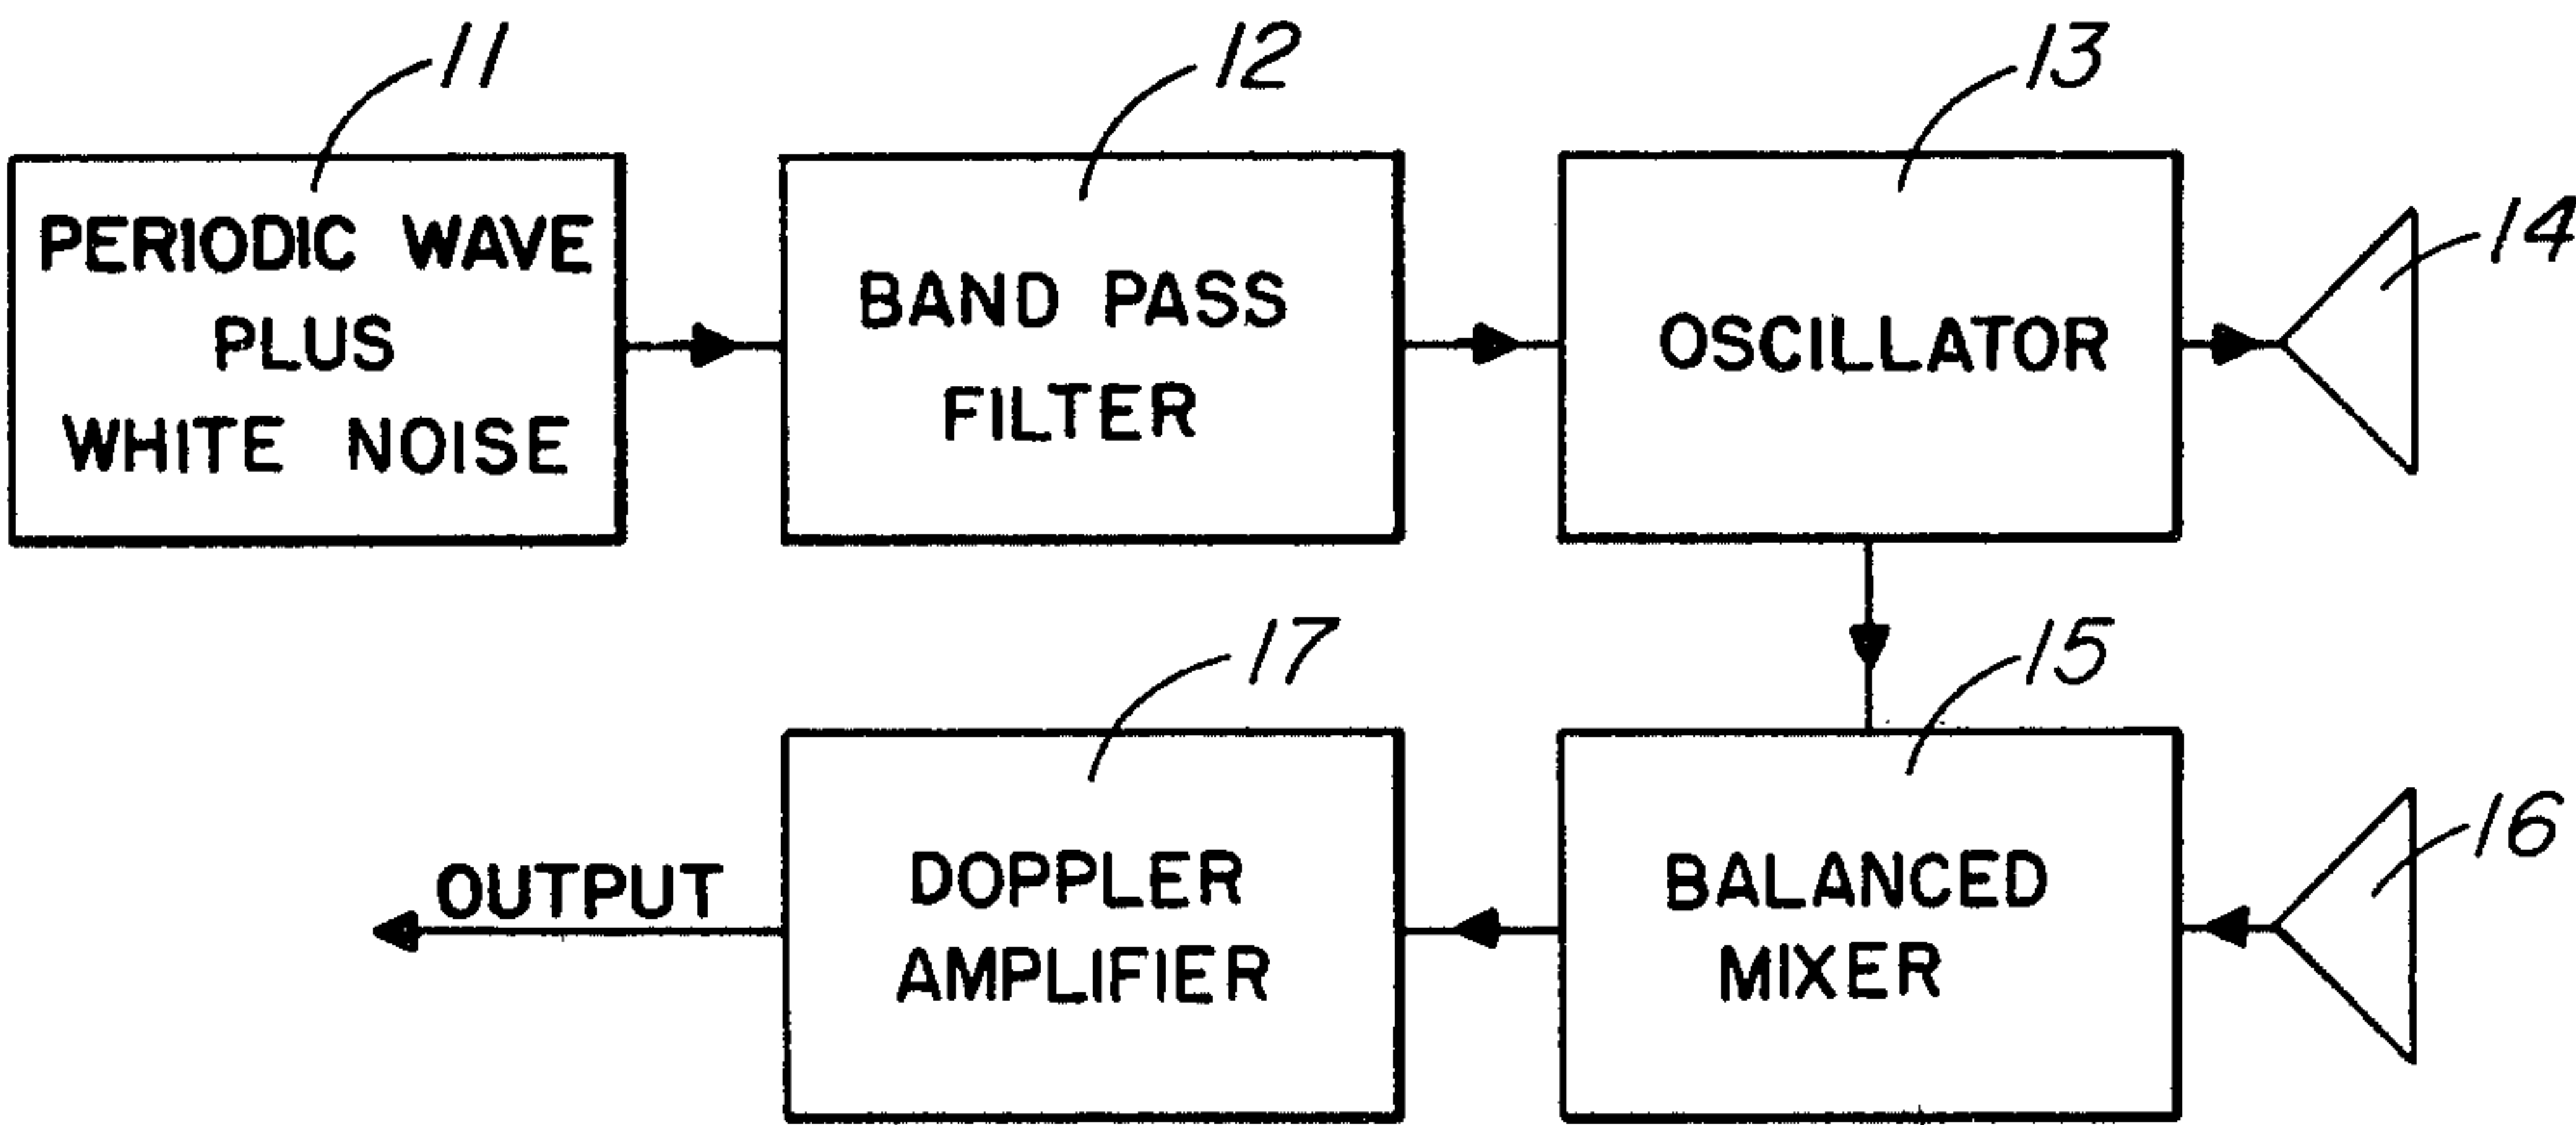 11
12
13
14
PERIODIC WAVE
PLUS
WHITE NOISE
BAND PASS
FILTER
OSCILLATOR
17
15
16
OUTPUT
DOPPLER
AMPLIFIER
BALANCED
MIXER